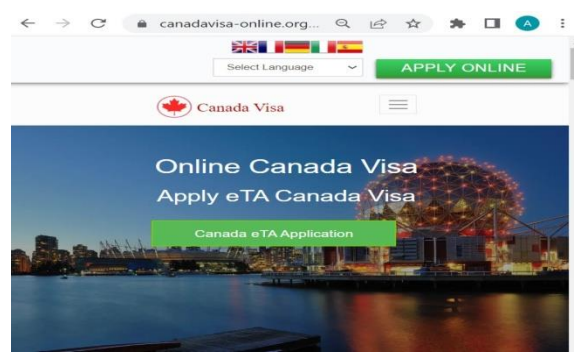 canadavisa-online.org...
A
Select Language
APPLY ONLINE
Canada Visa
Online Canada Visa
Apply eTA Canada Visa
Canada eTA Application